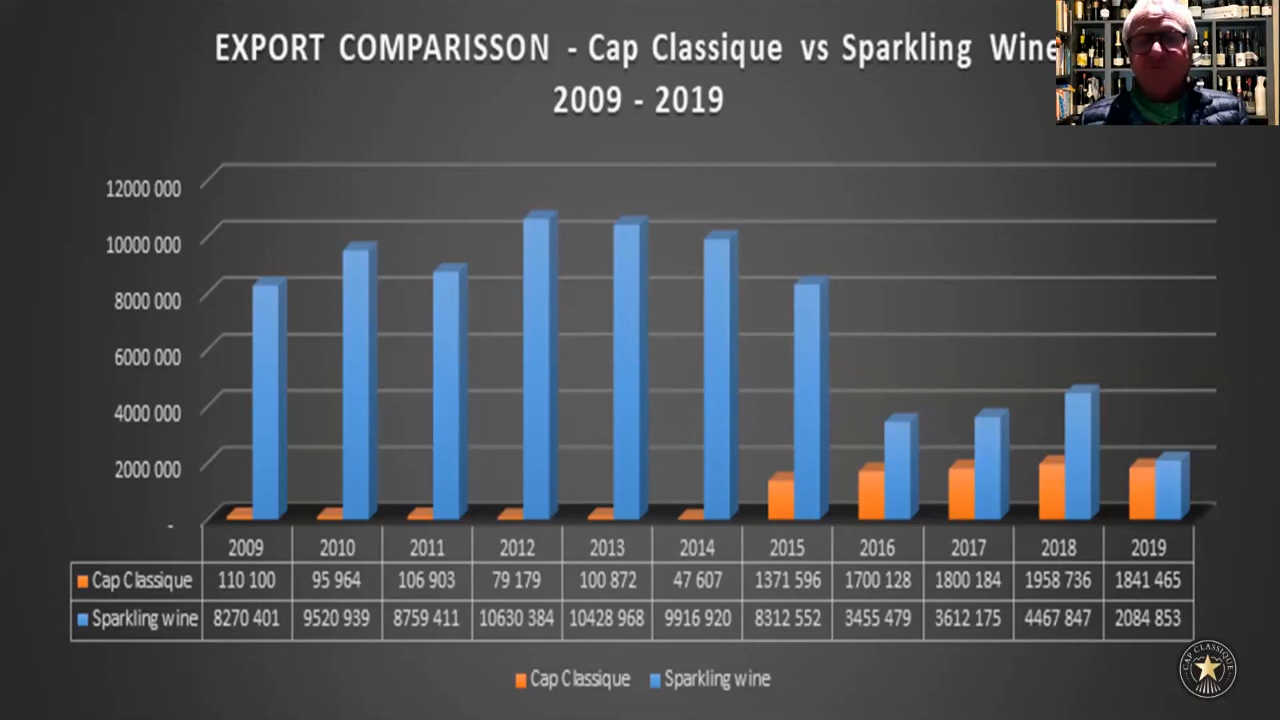 EXPORT COMPARISSON - Cap Classique vs Sparkling Wine
2009 - 2019
12000 000
10000 000
8000 000
6000 000
4000 000
2000 000
-
2009 2010 2011 2012 2013 2014 2015 2016 2017 2018 2019
Cap Classique 110 100 95 964 106 903 79 179 100 872 47 607 1371 596 1700 128 1800 184 1958 736 1841 465
Sparkling wine 8270 401 9520 939 8759 411 10630 384 10428 968 9916 920 8312 552 3455 479 3612 175 4467 847 2084 853
Cap Classique Sparkling wine
CAP CLASSIQUE